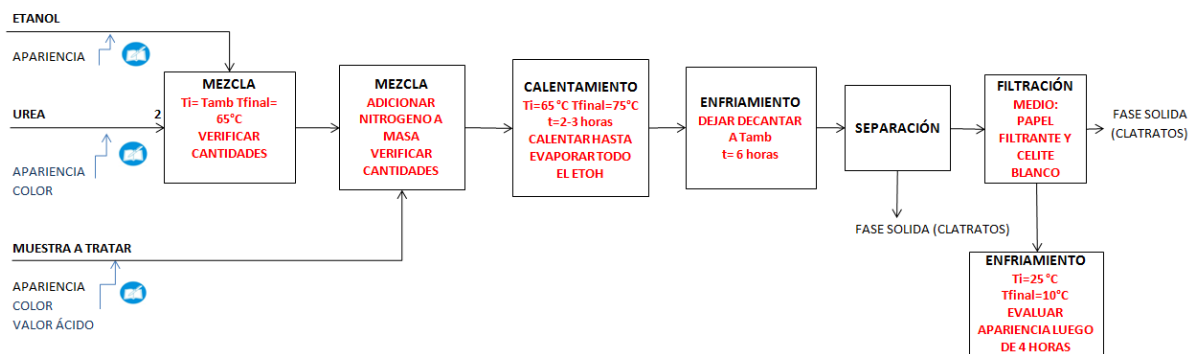 ETANOL
APARIENCIA
UREA
2
APARIENCIA
COLOR
MUESTRA A TRATAR
APARIENCIA
COLOR
VALOR ÁCIDO
MEZCLA
Ti= Tamb Tfinal=
65°C
VERIFICAR
CANTIDADES
MEZCLA
ADICIONAR
NITROGENO A
MASA
VERIFICAR
CANTIDADES
CALENTAMIENTO
Ti=65°C Tfinal=75°C
t=2-3 horas
CALENTAR HASTA
EVAPORAR TODO
EL ETOH
ENFRIAMIENTO
DEJAR DECANTAR
A Tamb
t= 6 horas
SEPARACIÓN
FASE SOLIDA (CLATRATOS)
FILTRACIÓN
MEDIO:
PAPEL
FILTRANTE Y
CELITE
BLANCO
FASE SOLIDA
(CLATRATOS)
ENFRIAMIENTO
Ti=25°C
Tfinal=10°C
EVALUAR
APARIENCIA LUEGO
DE 4 HORAS